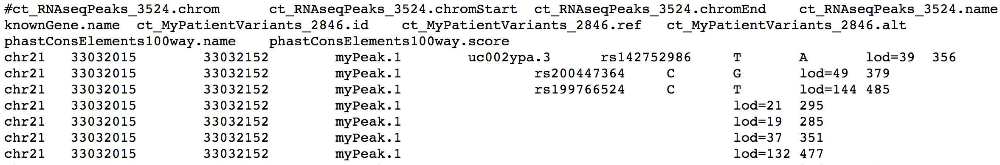 #ct_RNAseqPeaks_3524.chrom ct_RNAseqPeaks_3524.chromStart ct_RNAseqPeaks_3524.chromEnd ct_RNAseqPeaks_3524.name
knownGene.name ct_MyPatientVariants_2846.id ct_MyPatientVariants_2846.ref ct_MyPatientVariants_2846.alt
phastConsElements100way.name phastConsElements100way.score
chr21 33032015 33032152 myPeak.1 uc002ypa.3 rs142752986 T A lod=39 356
chr21 33032015 33032152 myPeak.1 rs200447364 C G lod=49 379
chr21 33032015 33032152 myPeak.1 rs199766524 C T lod=144 485
chr21 33032015 33032152 myPeak.1 lod=21 295
chr21 33032015 33032152 myPeak.1 lod=19 285
chr21 33032015 33032152 myPeak.1 lod=37 351
chr21 33032015 33032152 myPeak.1 lod=132 477